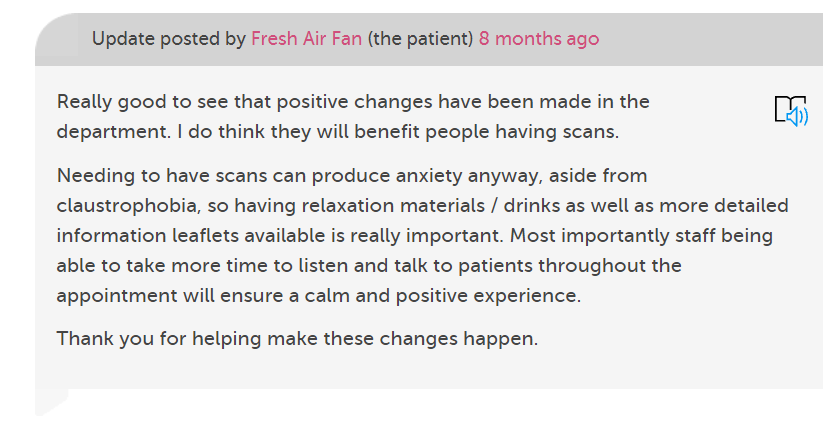 Update posted by Fresh Air Fan (the patient) 8 months ago
Really good to see that positive changes have been made in the
department. I do think they will benefit people having scans.
Needing to have scans can produce anxiety anyway, aside from
claustrophobia, so having relaxation materials / drinks as well as more detailed
information leaflets available is really important. Most importantly staff being
able to take more time to listen and talk to patients throughout the
appointment will ensure a calm and positive experience.
Thank you for helping make these changes happen.